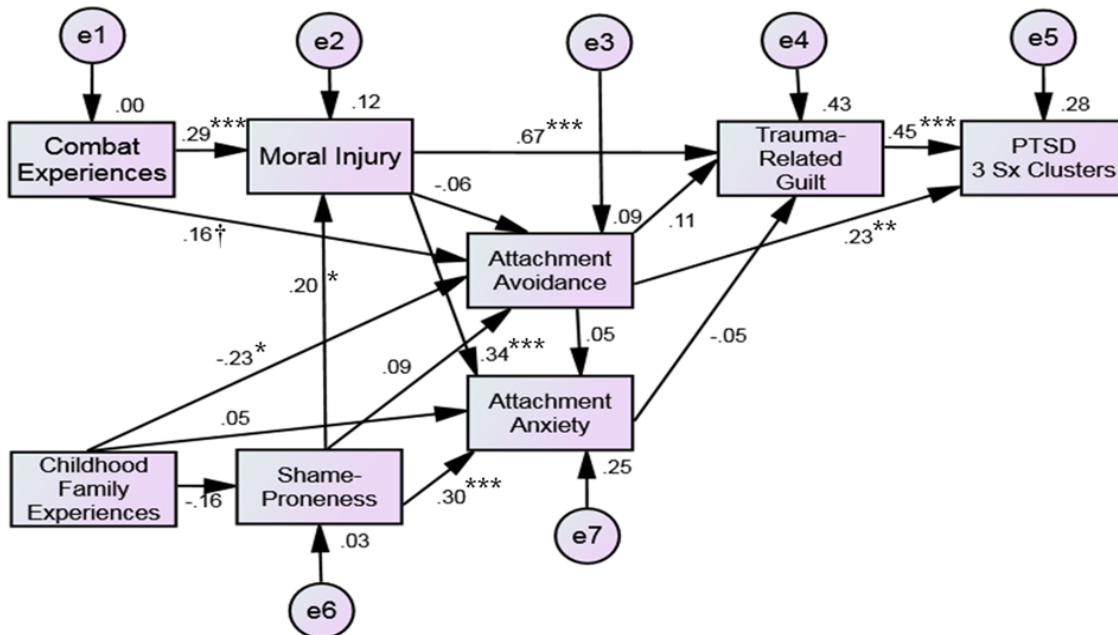 e1
e2
e3
e4
e5
.00
.12
.43
.28
Combat
Experiences
.29***
Moral Injury
.67***
Trauma-
Related
Guilt
.45***
PTSD
3 Sx Clusters
-.06
.16†
.09
.11
.23**
Attachment
Avoidance
.20*
-.23*
.09
.34***
.05
-.05
.05
Attachment
Anxiety
Childhood
Family
Experiences
-.16
Shame-
Proneness
.30***
.25
.03
e7
e6